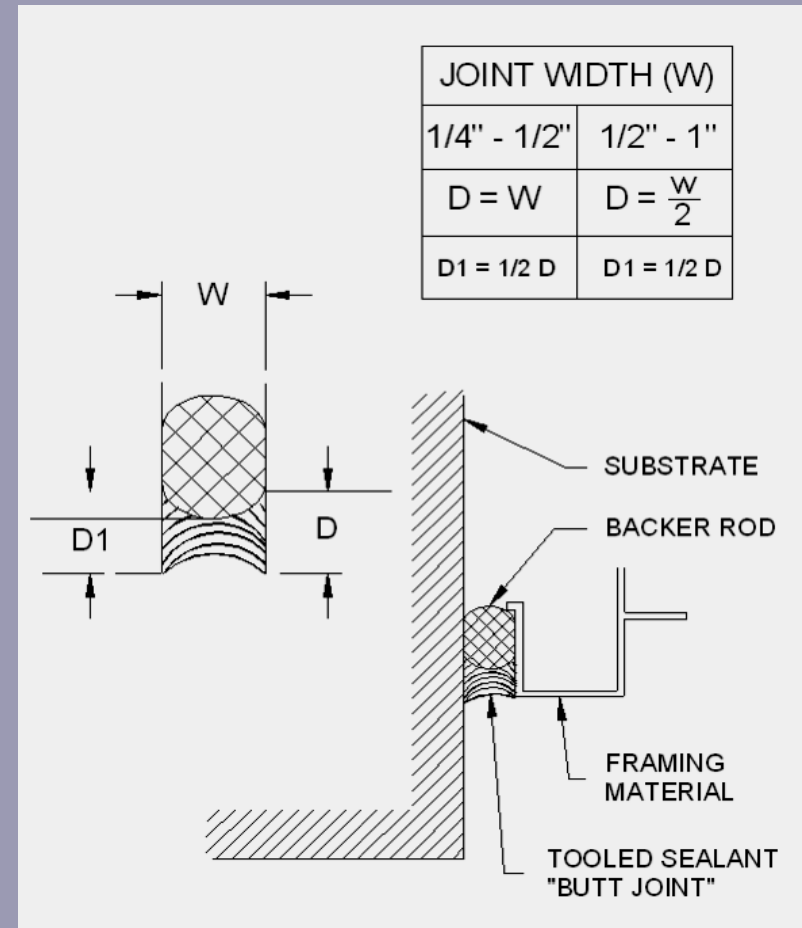 JOINT WIDTH (W)
1/4" - 1/2" 1/2" - 1"
D = W D = W/2
D1 = 1/2 D D1 = 1/2 D
W
D1
D
SUBSTRATE
BACKER ROD
FRAMING
MATERIAL
TOOLED SEALANT
"BUTT JOINT"